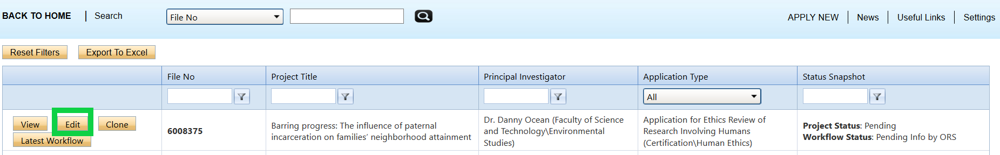 BACK TO HOME | Search File No APPLY NEW News Useful Links Settings
Reset Filters Export To Excel
File No Project Title Principal Investigator Application Type Status Snapshot
All
View Edit Clone
Latest Workflow
6008375
Barring progress: The influence of paternal
incarceration on families’ neighborhood attainment
Dr. Danny Ocean (Faculty of Science
and Technology\Environmental
Studies)
Application for Ethics Review of
Research Involving Humans
(Certification\Human Ethics)
Project Status: Pending
Workflow Status: Pending Info by ORS